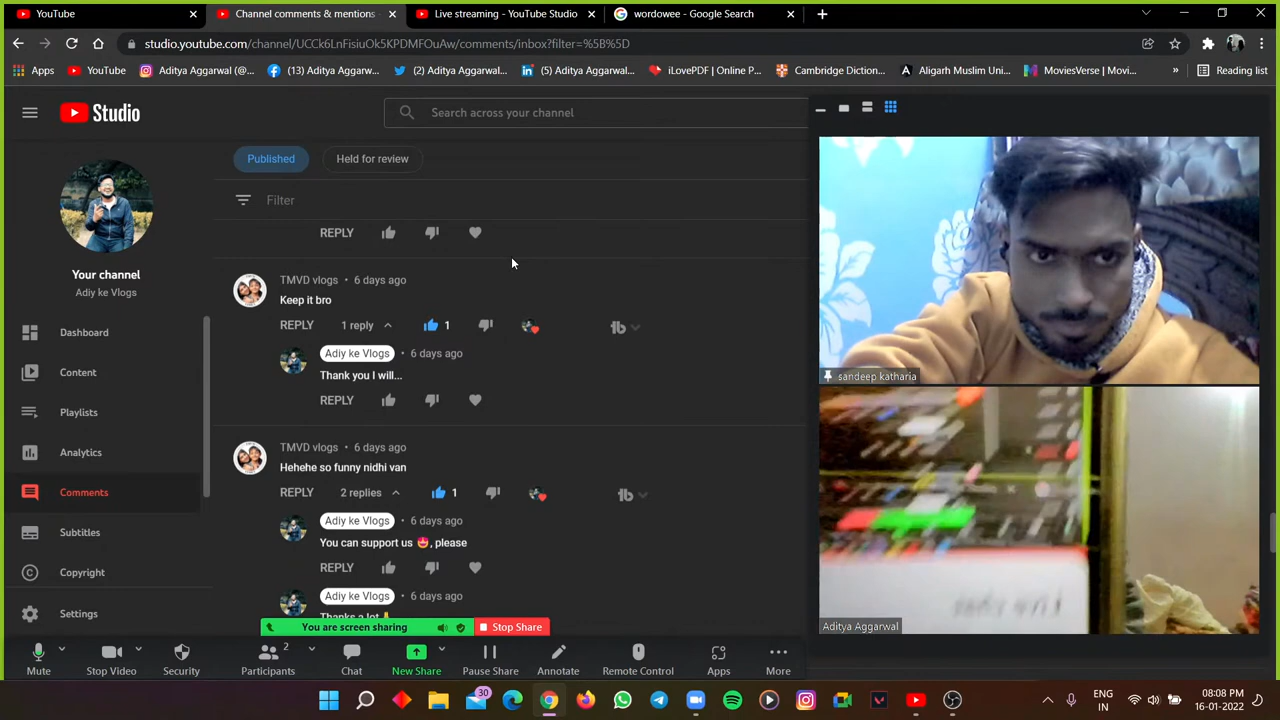 YouTube
Channel comments & mentions
Live streaming - YouTube Studio
wordowee - Google Search
studio.youtube.com/channel/UCCk6LnFisiuOk5KPDMFOuAw/comments/inbox?filter=%5B%5D
Apps
YouTube
Aditya Aggarwal (@...
(13) Aditya Aggarw...
(2) Aditya Aggarwal...
(5) Aditya Aggarwal...
iLovePDF | Online P...
Cambridge Diction...
Aligarh Muslim Uni...
MoviesVerse | Movi...
»
Reading list
Studio
Search across your channel
Published
Held for review
Filter
REPLY
TMVD vlogs • 6 days ago
Keep it bro
REPLY 1 reply 1
Adiy ke Vlogs • 6 days ago
Thank you I will...
REPLY
TMVD vlogs • 6 days ago
Hehehe so funny nidhi van
REPLY 2 replies 1
Adiy ke Vlogs • 6 days ago
You can support us 🤩, please
REPLY
Adiy ke Vlogs • 6 days ago
Thanks a lot
Your channel
Adiy ke Vlogs
Dashboard
Content
Playlists
Analytics
Comments
Subtitles
Copyright
Settings
sandeep katharia
Aditya Aggarwal
You are screen sharing
Stop Share
Mute
Stop Video
Security
Participants 2
Chat
New Share
Pause Share
Annotate
Remote Control
Apps
More
30
ENG
IN
08:08 PM
16-01-2022